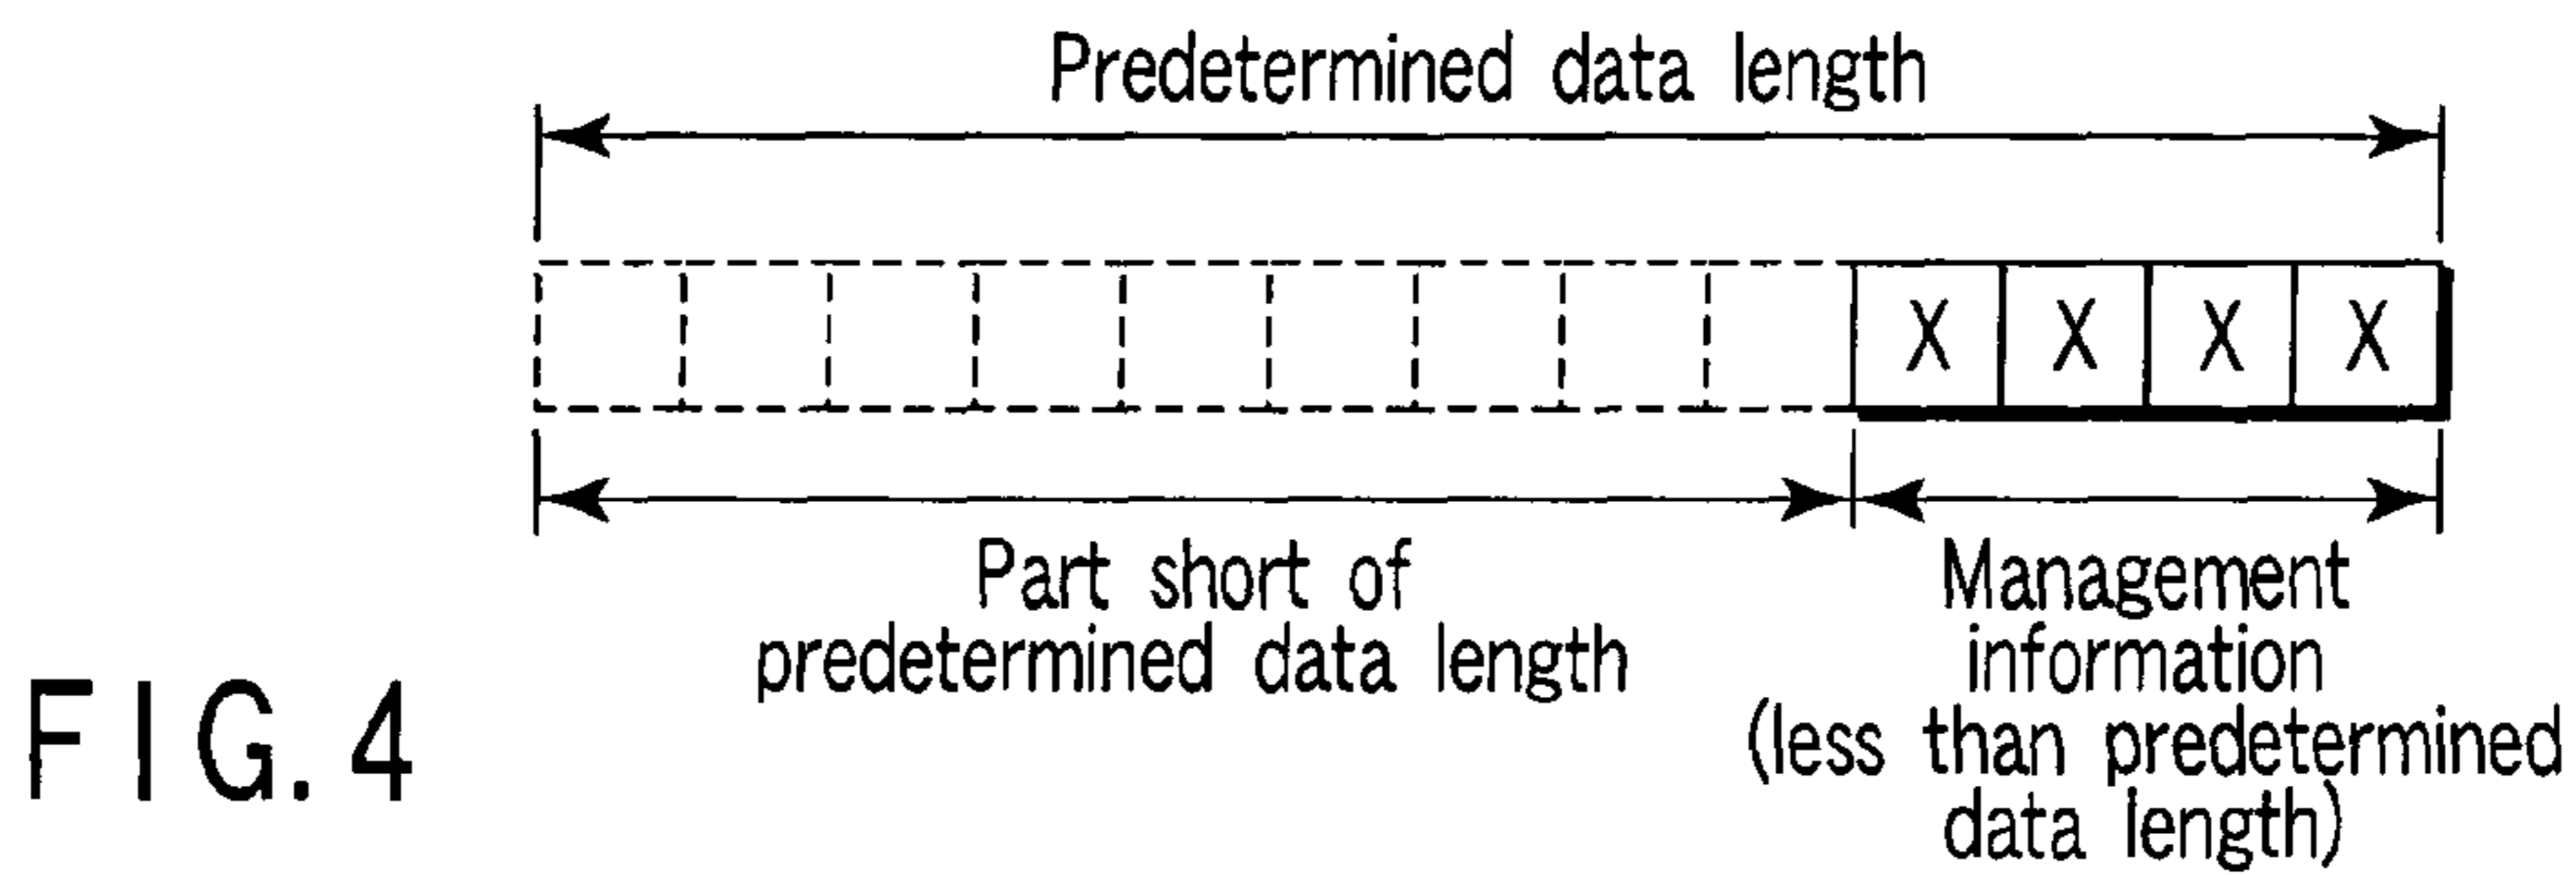 Predetermined data length
X X X X
Part short of
predetermined data length
Management
information
(less than predetermined
data length)
FIG. 4